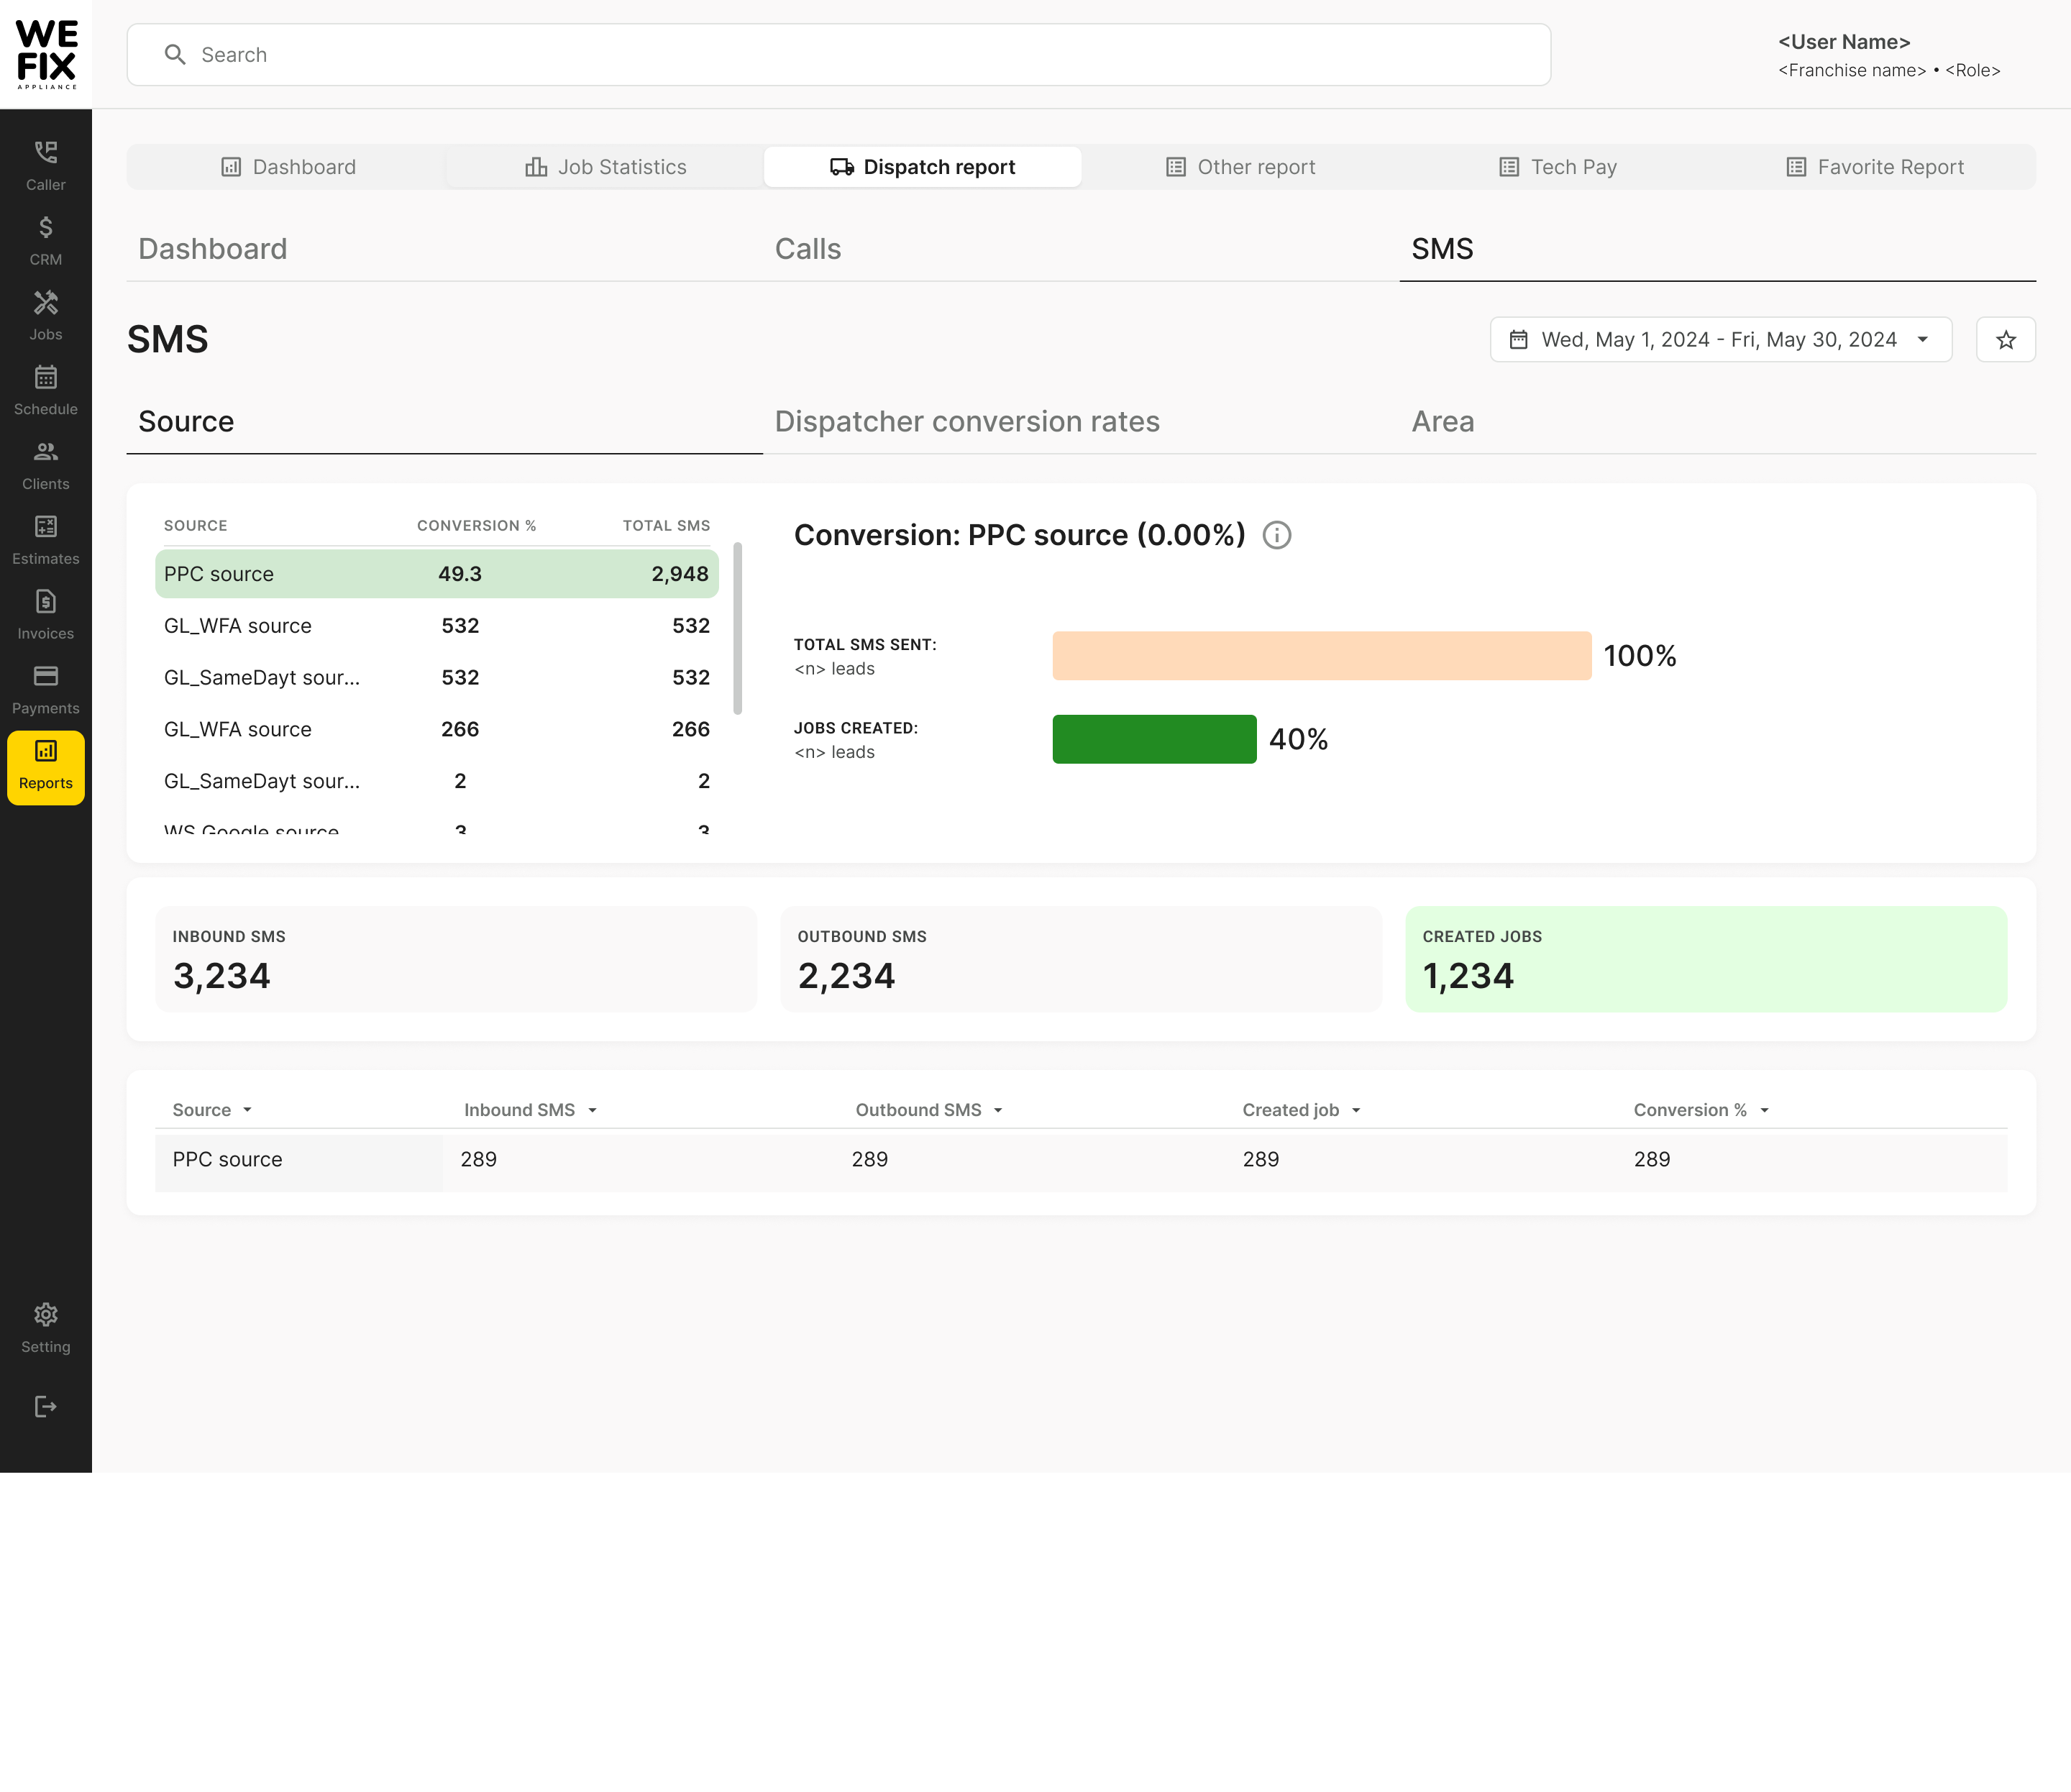 WE
FIX
APPLIANCE
Search
<User Name>
<Franchise name> • <Role>
Caller
CRM
Jobs
Schedule
Clients
Estimates
Invoices
Payments
Reports
Setting
Dashboard
Job Statistics
Dispatch report
Other report
Tech Pay
Favorite Report
Dashboard
Calls
SMS
SMS
Wed, May 1, 2024 - Fri, May 30, 2024
Source
Dispatcher conversion rates
Area
SOURCE CONVERSION % TOTAL SMS
PPC source 49.3 2,948
GL_WFA source 532 532
GL_SameDayt sour... 532 532
GL_WFA source 266 266
GL_SameDayt sour... 2 2
WS Google source 3 3
Conversion: PPC source (0.00%)
TOTAL SMS SENT:
<n> leads
100%
JOBS CREATED:
<n> leads
40%
INBOUND SMS
3,234
OUTBOUND SMS
2,234
CREATED JOBS
1,234
Source Inbound SMS Outbound SMS Created job Conversion %
PPC source 289 289 289 289